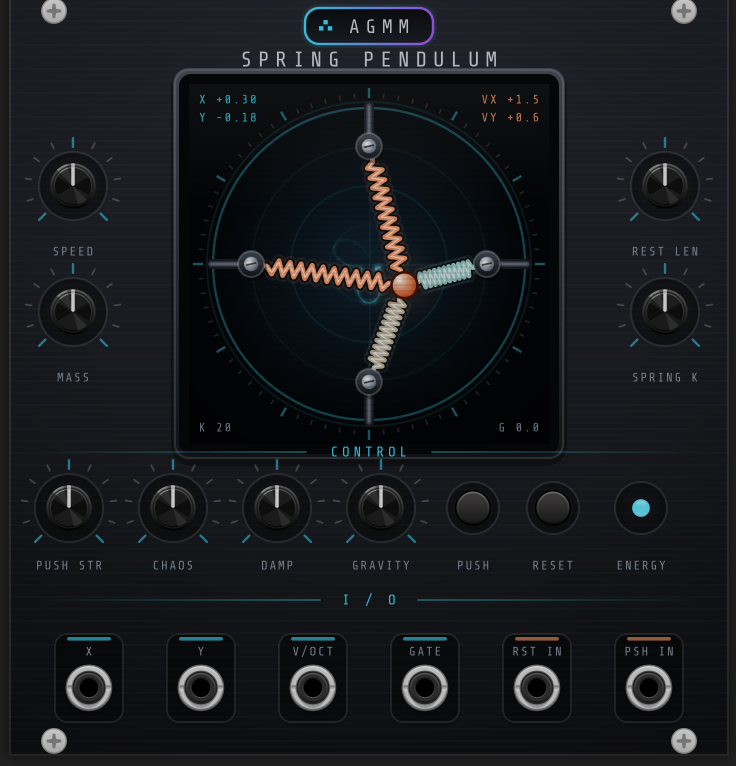 AGMM
SPRING PENDULUM
X +0.30
Y -0.18
VX +1.5
VY +0.6
SPEED
REST LEN
MASS
SPRING K
K 20
G 0.0
CONTROL
PUSH STR
CHAOS
DAMP
GRAVITY
PUSH
RESET
ENERGY
I / O
X
Y
V/OCT
GATE
RST IN
PSH IN